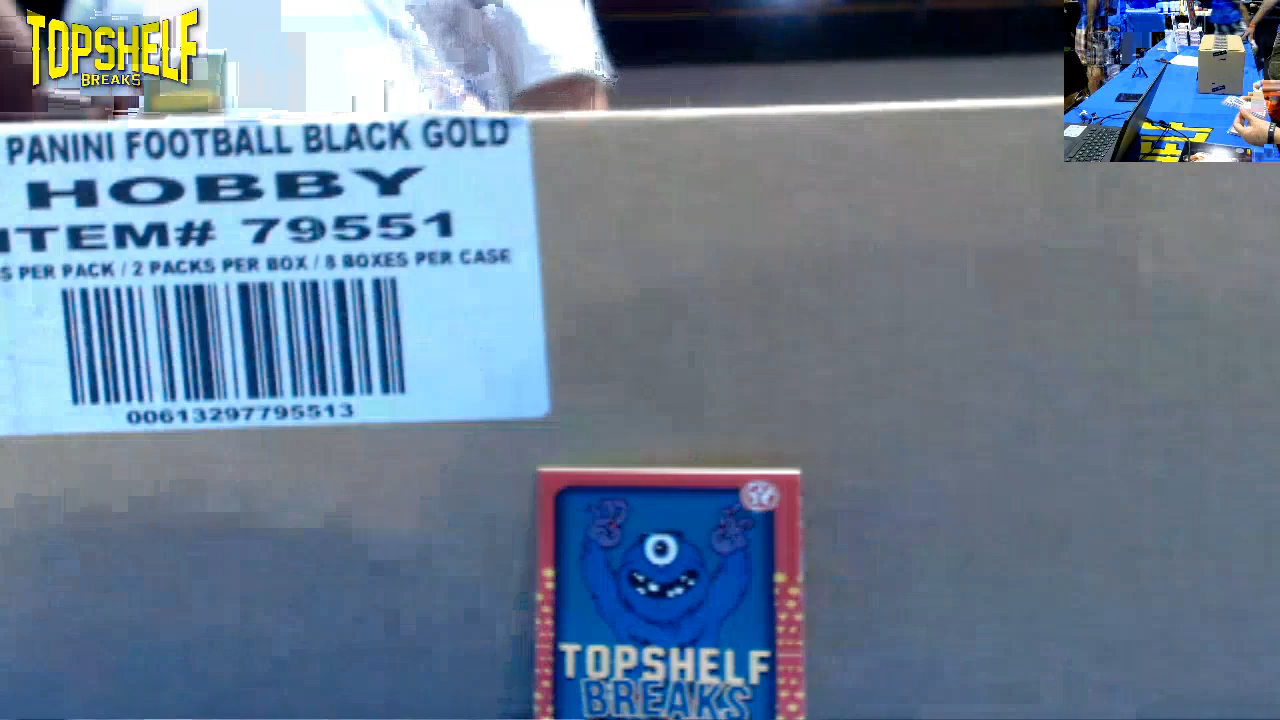 TOPSHELF
BREAKS
PANINI FOOTBALL BLACK GOLD
HOBBY
ITEM# 79551
S PER PACK / 2 PACKS PER BOX / 8 BOXES PER CASE
00613297795513
TOPSHELF
BREAKS